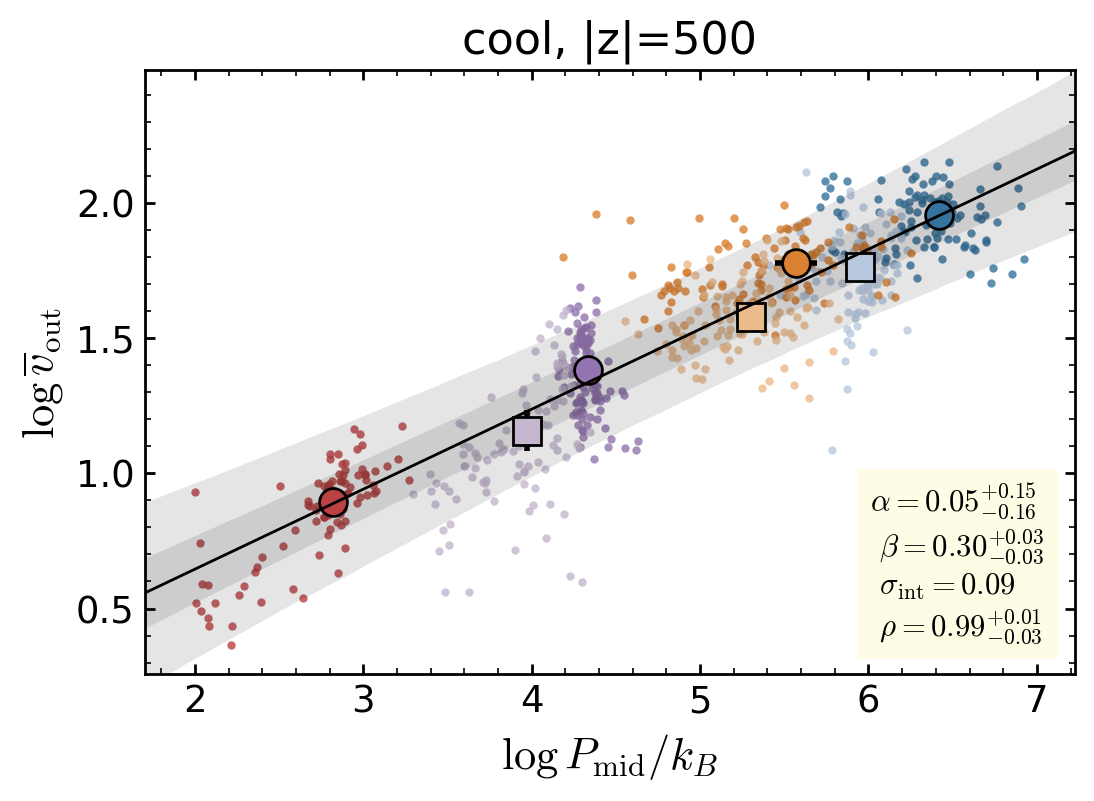 cool, |z|=500
log v̅_out
2.0
1.5
1.0
0.5
α = 0.05^{+0.15}_{−0.16}
β = 0.30^{+0.03}_{−0.03}
σ_int = 0.09
ρ = 0.99^{+0.01}_{−0.03}
2 3 4 5 6 7
log P_mid/k_B